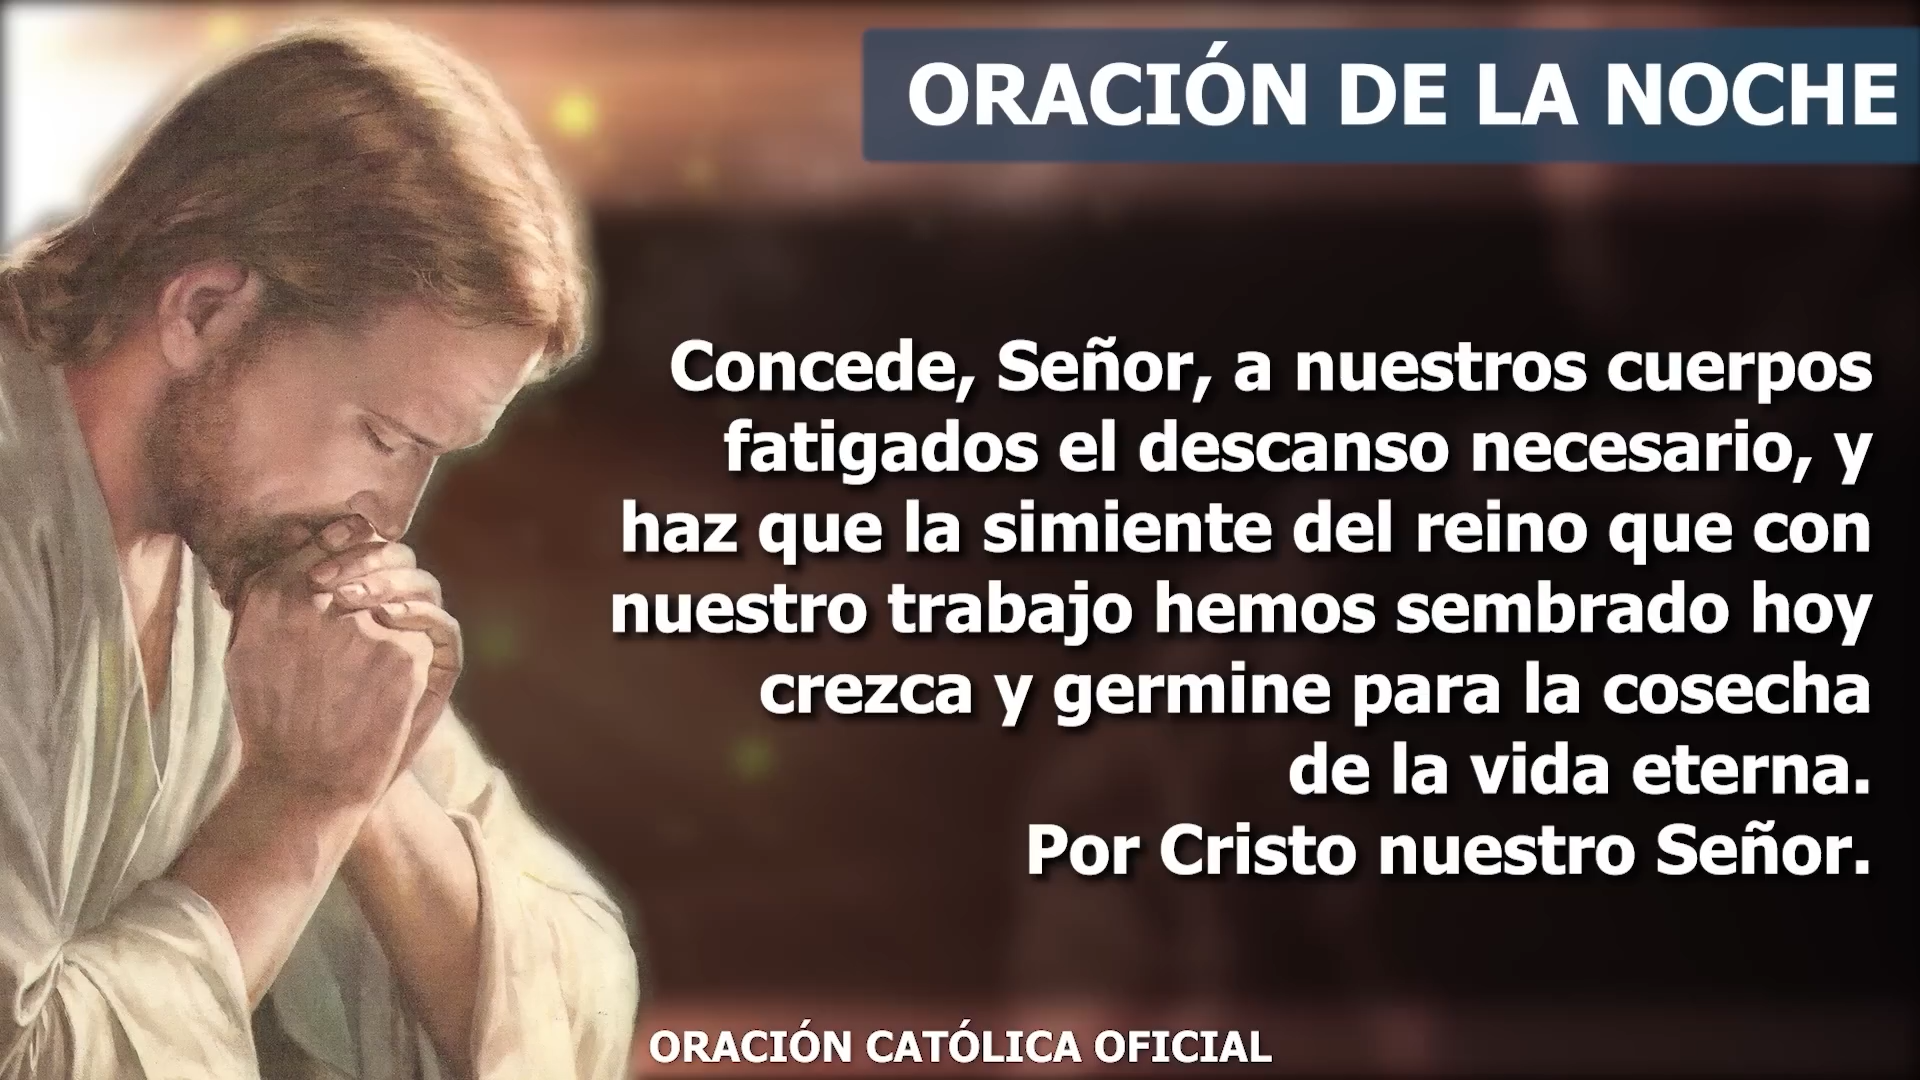 ORACIÓN DE LA NOCHE
Concede, Señor, a nuestros cuerpos
fatigados el descanso necesario, y
haz que la simiente del reino que con
nuestro trabajo hemos sembrado hoy
crezca y germine para la cosecha
de la vida eterna.
Por Cristo nuestro Señor.
ORACIÓN CATÓLICA OFICIAL